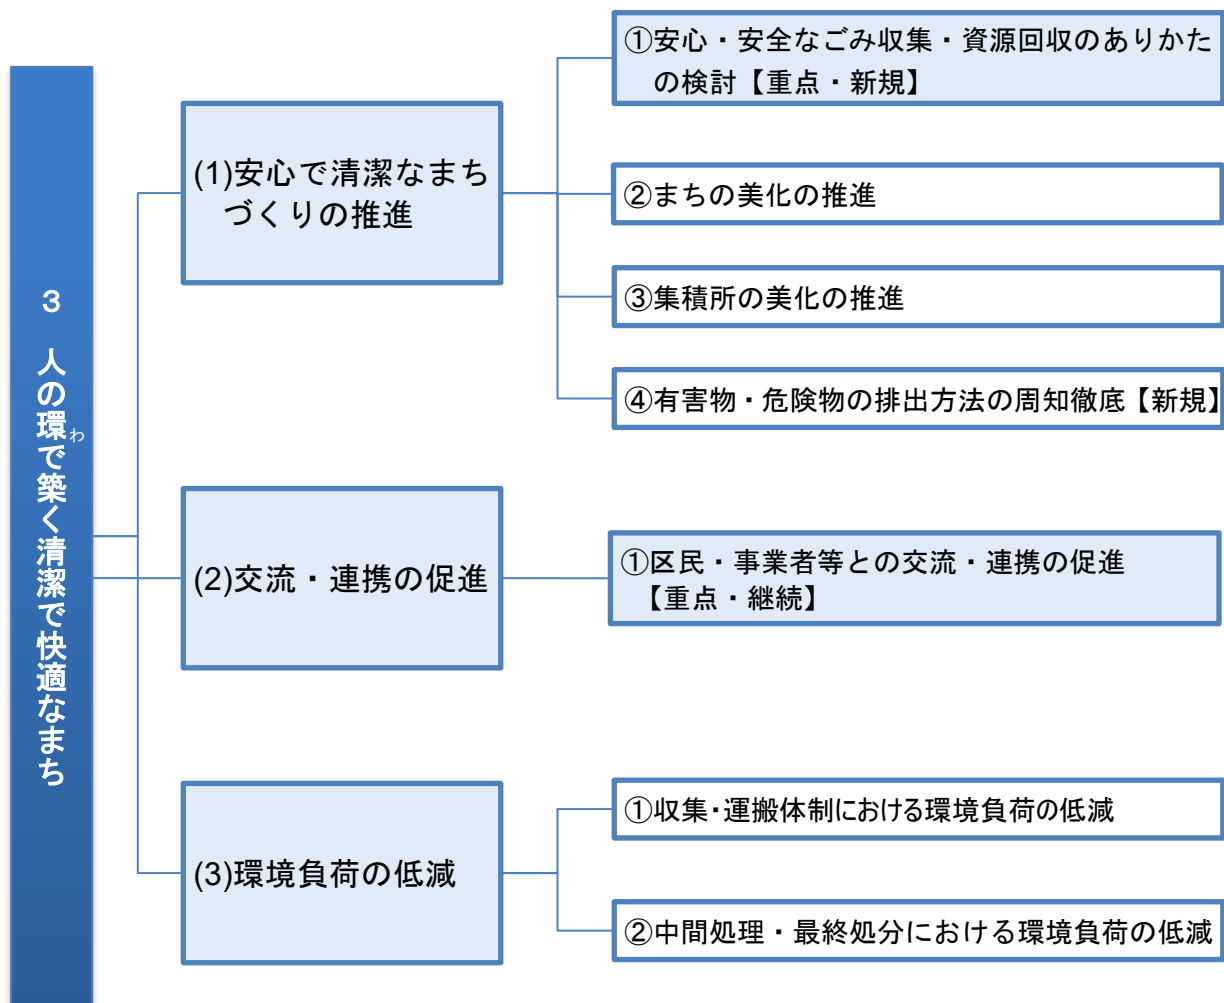 3 人の環で築く清潔で快適なまち
わ
(1)安心で清潔なまち
づくりの推進
①安心・安全なごみ収集・資源回収のありかた
の検討【重点・新規】
②まちの美化の推進
③集積所の美化の推進
④有害物・危険物の排出方法の周知徹底【新規】
(2)交流・連携の促進
①区民・事業者等との交流・連携の促進
【重点・継続】
(3)環境負荷の低減
①収集・運搬体制における環境負荷の低減
②中間処理・最終処分における環境負荷の低減